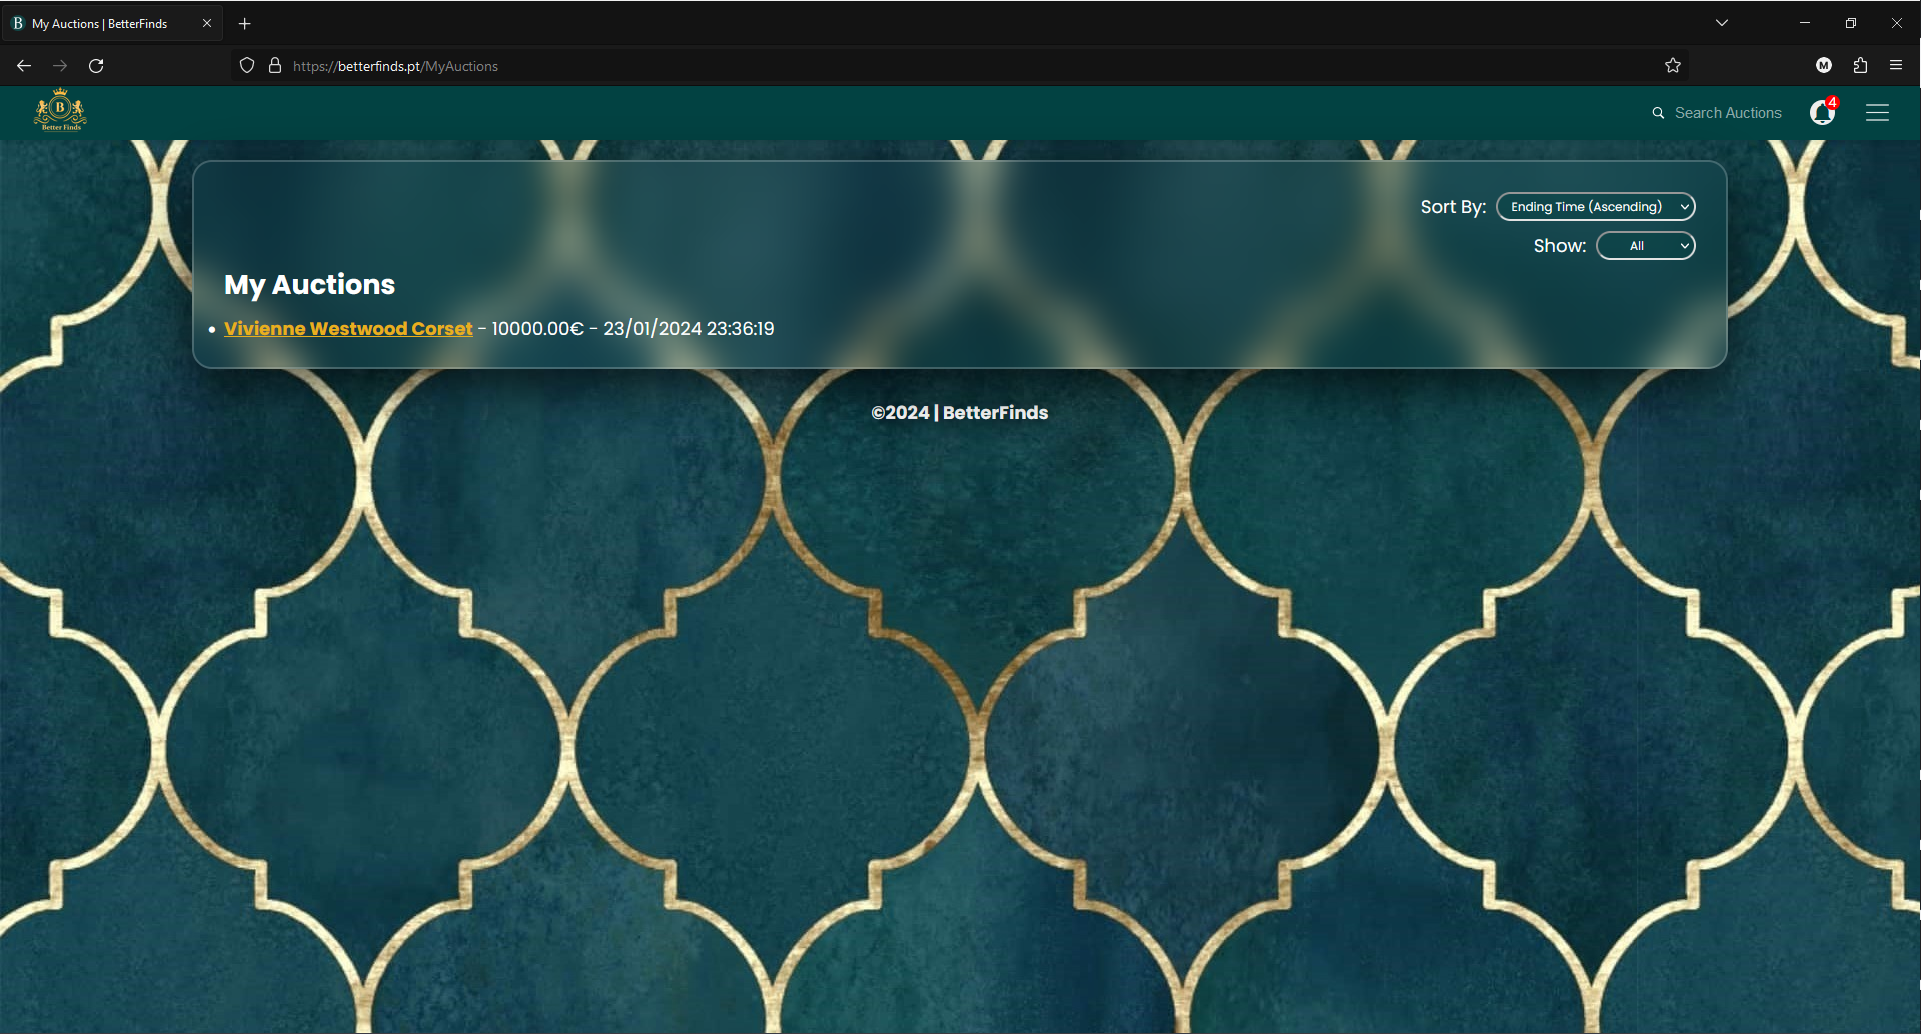 B My Auctions | BetterFinds
https://betterfinds.pt/MyAuctions
M
B
Better Finds
Search Auctions
4
Sort By: Ending Time (Ascending)
Show: All
My Auctions
• Vivienne Westwood Corset - 10000.00€ - 23/01/2024 23:36:19
©2024 | BetterFinds